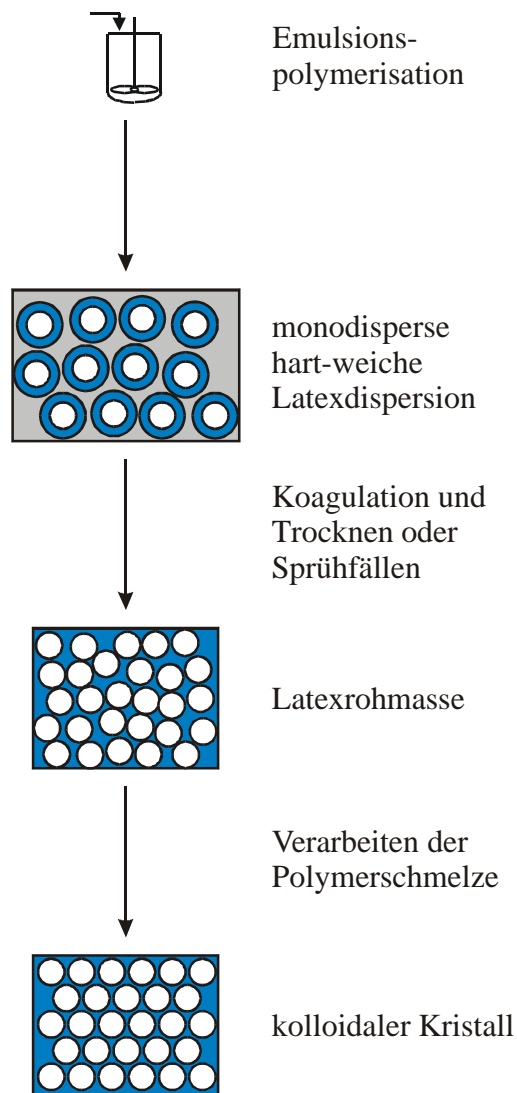 Emulsions-
polymerisation
monodisperse
hart-weiche
Latexdispersion
Koagulation und
Trocknen oder
Sprühfällen
Latexrohmasse
Verarbeiten der
Polymerschmelze
kolloidaler Kristall